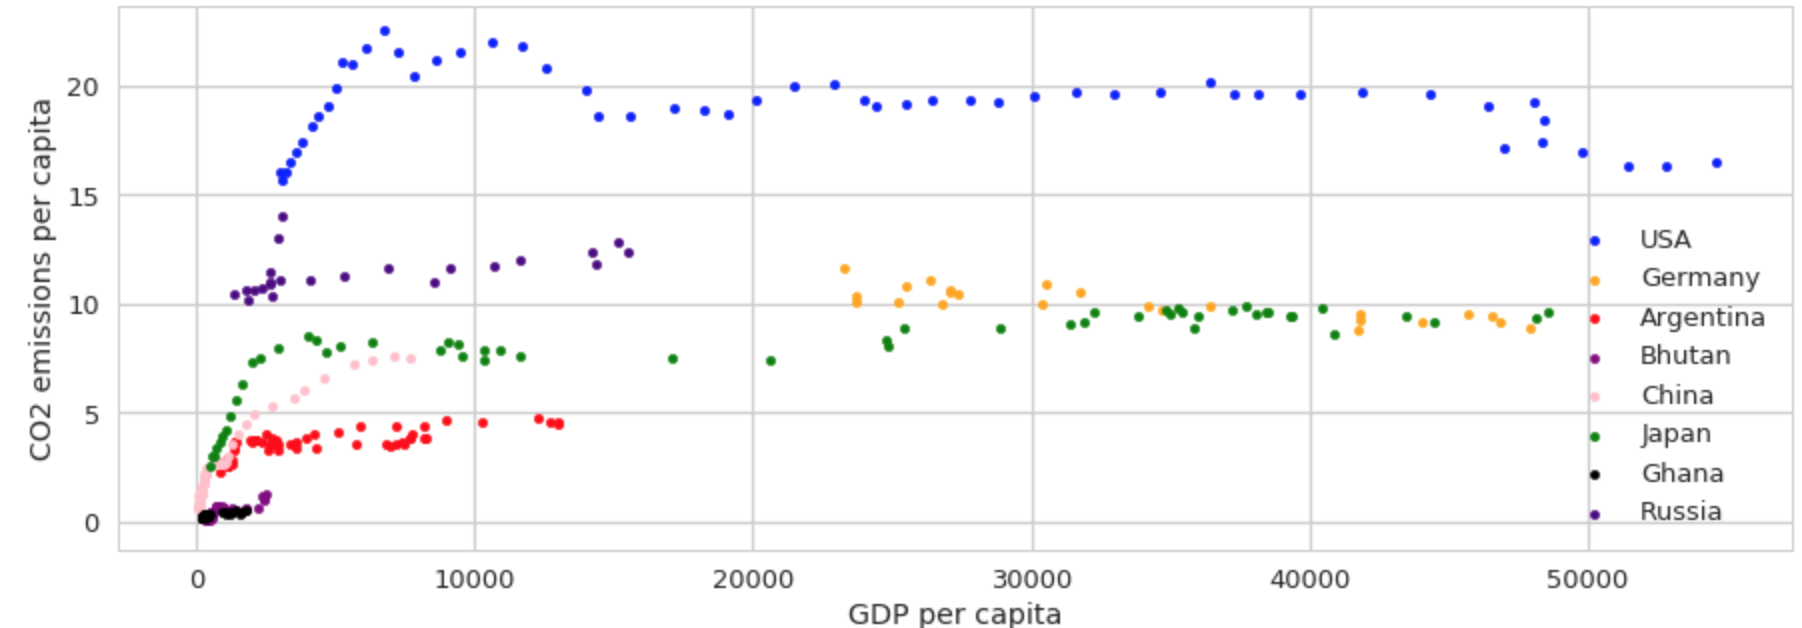 CO2 emissions per capita
20
15
10
5
0
0 10000 20000 30000 40000 50000
GDP per capita
USA
Germany
Argentina
Bhutan
China
Japan
Ghana
Russia